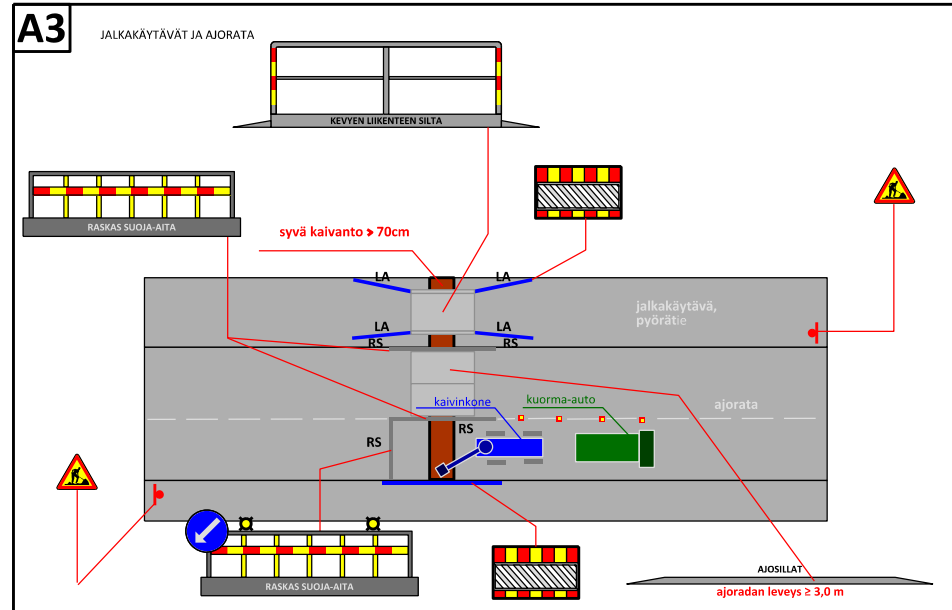 A3
JALKAKÄYTÄVÄT JA AJORATA
KEVYEN LIIKENTEEN SILTA
RASKAS SUOJA-AITA
syvä kaivanto > 70cm
LA
LA
jalkakäytävä,
pyörätie
LA
LA
RS
RS
kaivinkone
kuorma-auto
ajorata
RS
RS
RASKAS SUOJA-AITA
AJOSILLAT
ajoradan leveys ≥ 3,0 m